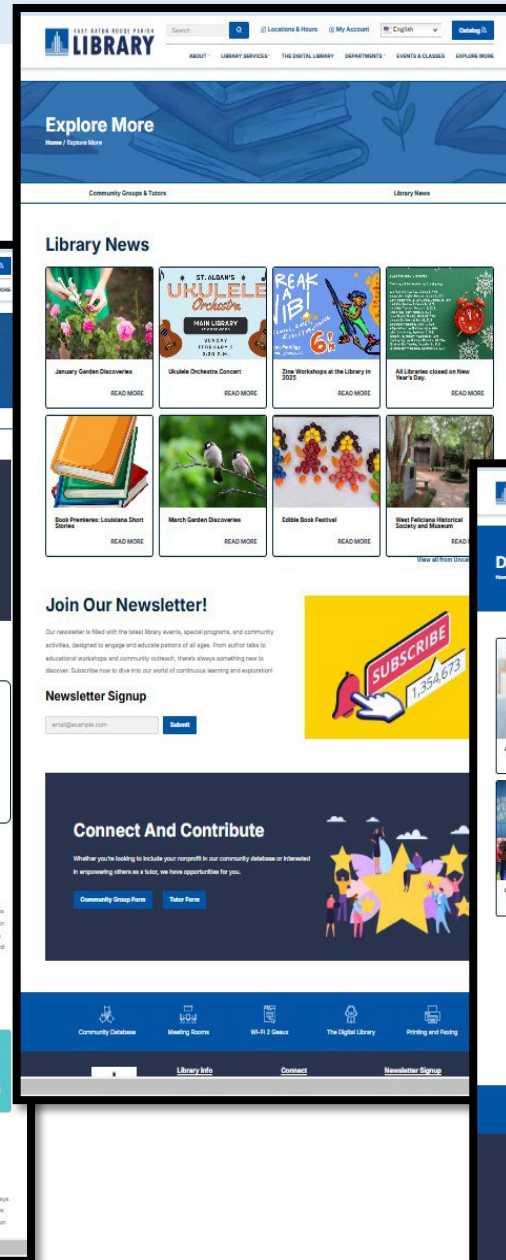 EAST BATON ROUGE PARISH
LIBRARY
Search
Locations & Hours
My Account
English
Catalog
ABOUT
LIBRARY SERVICES
THE DIGITAL LIBRARY
DEPARTMENTS
EVENTS & CLASSES
EXPLORE MORE
Explore More
Home / Explore More
Community Groups & Tutors
Library News
Library News
ST. ALBAN'S
UKULELE
Orchestra
MAIN LIBRARY
SUNDAY
FEBRUARY
REAK
A
IB!
6
PM
January Garden Discoveries
READ MORE
Ukulele Orchestra Concert
READ MORE
Zine Workshops at the Library in
2025
READ MORE
All Libraries closed on New
Year's Day.
READ MORE
Book Premieres: Louisiana Short
Stories
READ MORE
March Garden Discoveries
READ MORE
Edible Book Festival
READ MORE
West Feliciana Historical
Society and Museum
READ
View all from Uncat
Join Our Newsletter!
Our newsletter is filled with the latest library events, special programs, and community
activities, designed to engage and educate patrons of all ages. From author talks to
educational workshops and community outreach, there's always something new to
discover. Subscribe now to dive into our world of continuous learning and exploration!
SUBSCRIBE
1,354,673
Newsletter Signup
email@example.com
Submit
Connect And Contribute
Whether you're looking to include your nonprofit in our community database or interested
in empowering others as a tutor, we have opportunities for you.
Community Group Form
Tutor Form
Community Database
Meeting Rooms
Wi-Fi 2 Geaux
The Digital Library
Printing and Faxing
Library Info
Connect
Newsletter Signup
D